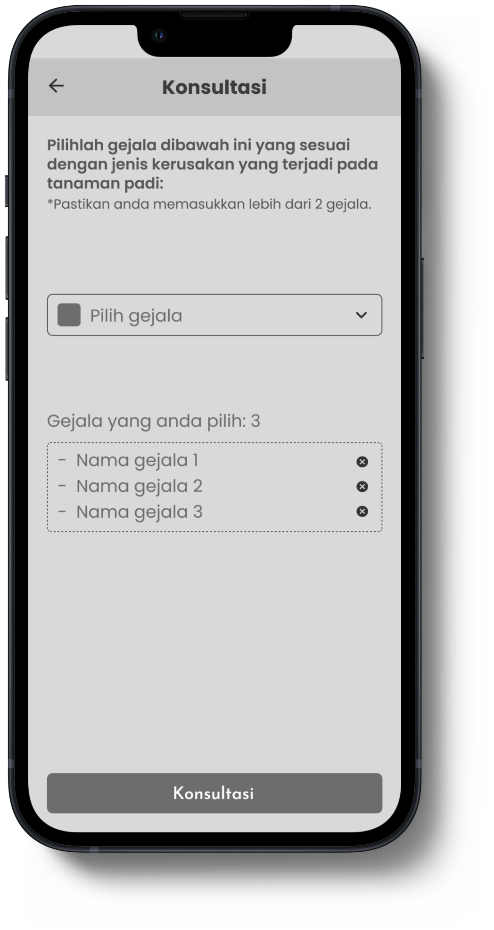 Konsultasi
Pilihlah gejala dibawah ini yang sesuai
dengan jenis kerusakan yang terjadi pada
tanaman padi:
*Pastikan anda memasukkan lebih dari 2 gejala.
Pilih gejala
Gejala yang anda pilih: 3
- Nama gejala 1
- Nama gejala 2
- Nama gejala 3
Konsultasi